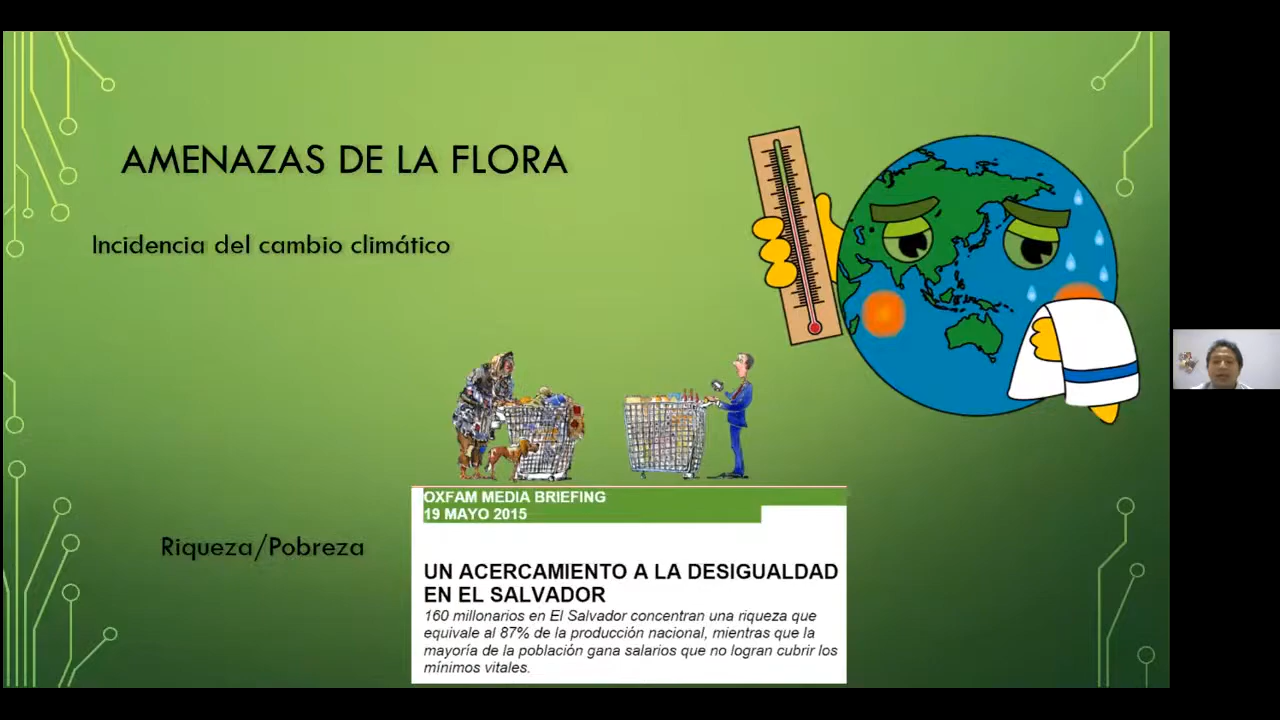 AMENAZAS DE LA FLORA
Incidencia del cambio climático
Riqueza/Pobreza
OXFAM MEDIA BRIEFING
19 MAYO 2015
UN ACERCAMIENTO A LA DESIGUALDAD
EN EL SALVADOR
160 millonarios en El Salvador concentran una riqueza que
equivale al 87% de la producción nacional, mientras que la
mayoría de la población gana salarios que no logran cubrir los
mínimos vitales.